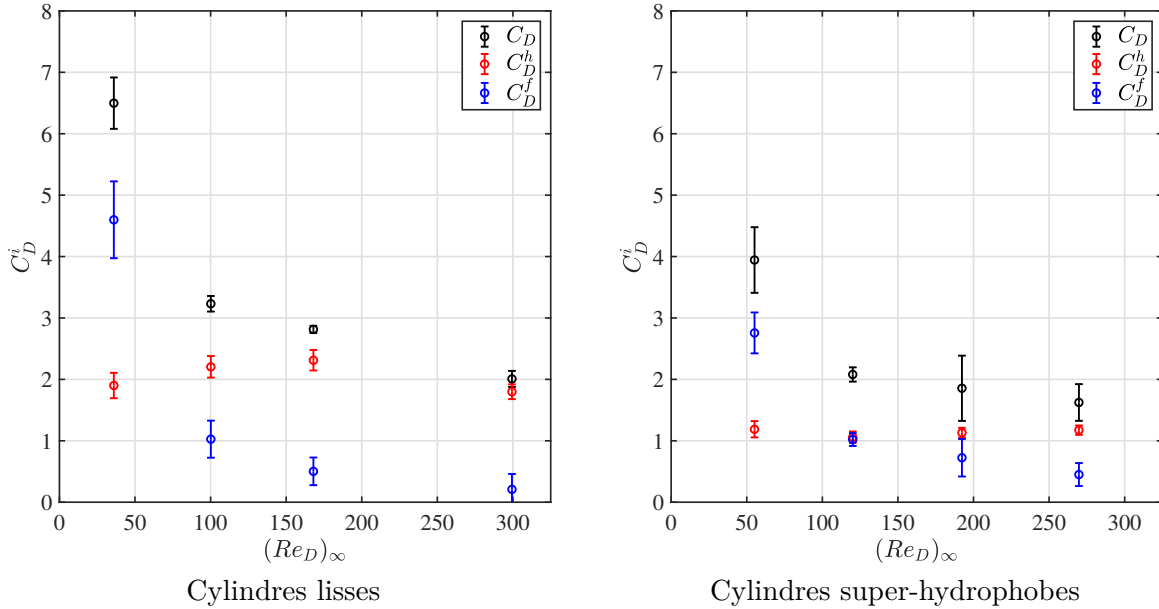 8
7
6
5
4
3
2
1
0
C_D^i
0 50 100 150 200 250 300
(Re_D)_∞
C_D
C_D^h
C_D^f
Cylindres lisses
8
7
6
5
4
3
2
1
0
C_D^i
0 50 100 150 200 250 300
(Re_D)_∞
C_D
C_D^h
C_D^f
Cylindres super-hydrophobes